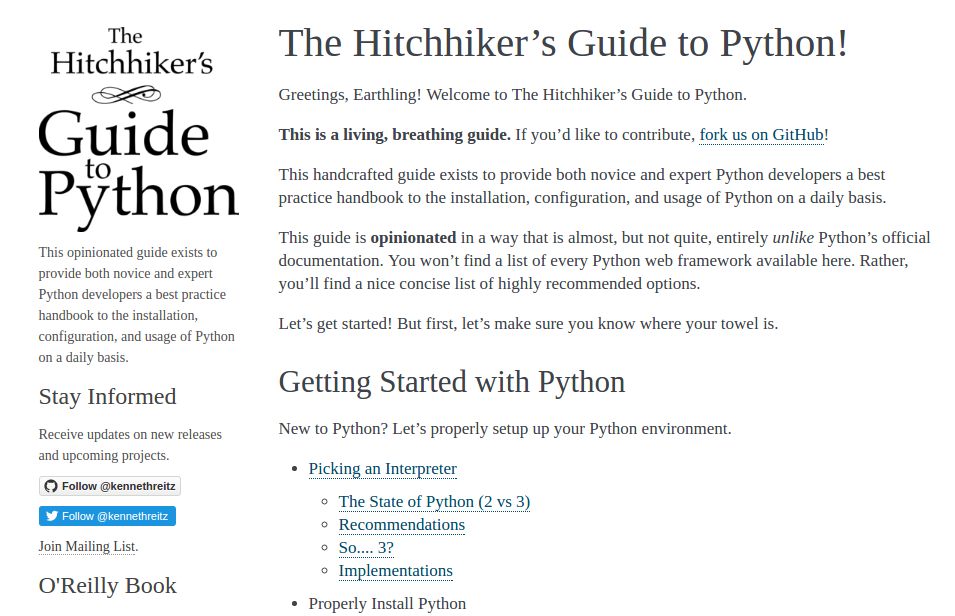 The
Hitchhiker's
Guide
to
Python
This opinionated guide exists to
provide both novice and expert
Python developers a best practice
handbook to the installation,
configuration, and usage of Python
on a daily basis.
Stay Informed
Receive updates on new releases
and upcoming projects.
Follow @kennethreitz
Follow @kennethreitz
Join Mailing List.
O'Reilly Book
The Hitchhiker’s Guide to Python!
Greetings, Earthling! Welcome to The Hitchhiker’s Guide to Python.
This is a living, breathing guide. If you’d like to contribute, fork us on GitHub!
This handcrafted guide exists to provide both novice and expert Python developers a best
practice handbook to the installation, configuration, and usage of Python on a daily basis.
This guide is opinionated in a way that is almost, but not quite, entirely unlike Python’s official
documentation. You won’t find a list of every Python web framework available here. Rather,
you’ll find a nice concise list of highly recommended options.
Let’s get started! But first, let’s make sure you know where your towel is.
Getting Started with Python
New to Python? Let’s properly setup up your Python environment.
Picking an Interpreter
The State of Python (2 vs 3)
Recommendations
So.... 3?
Implementations
Properly Install Python